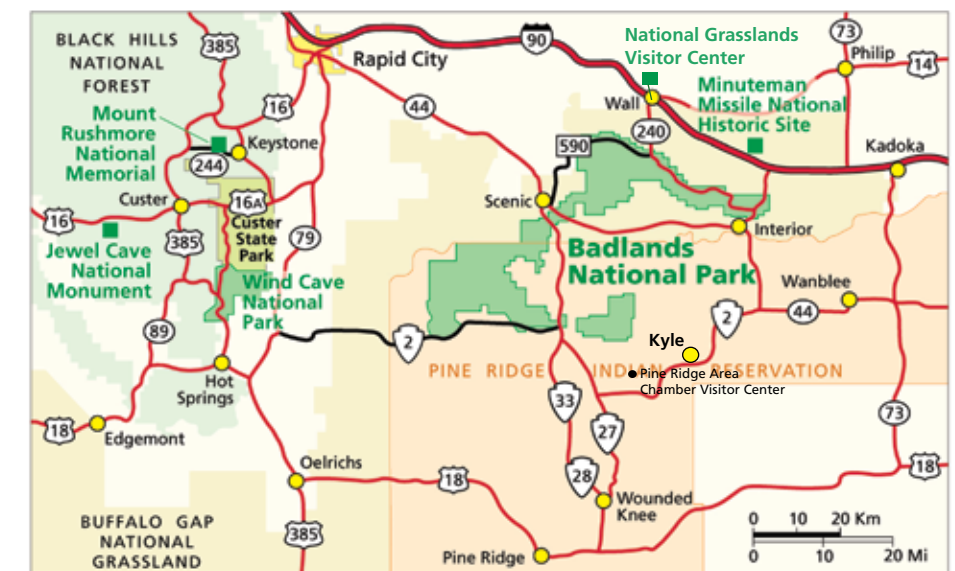 BLACK HILLS
NATIONAL
FOREST
385
Rapid City
90
National Grasslands
Visitor Center
73
Philip
14
Mount
Rushmore
National
Memorial
16
44
Wall
Minuteman
Missile National
Historic Site
240
590
Keystone
244
Kadoka
Custer
16A
Scenic
16
Custer
State
Park
385
79
Interior
Jewel Cave
National
Monument
Badlands
National Park
Wind Cave
National
Park
Wanblee
2
44
89
2
Kyle
PINE RIDGE INDIAN RESERVATION
Pine Ridge Area
Chamber Visitor Center
Hot
Springs
33
73
18
Edgemont
27
Oelrichs
18
28
18
Wounded
Knee
BUFFALO GAP
NATIONAL
GRASSLAND
385
Pine Ridge
0 10 20 Km
0 10 20 Mi